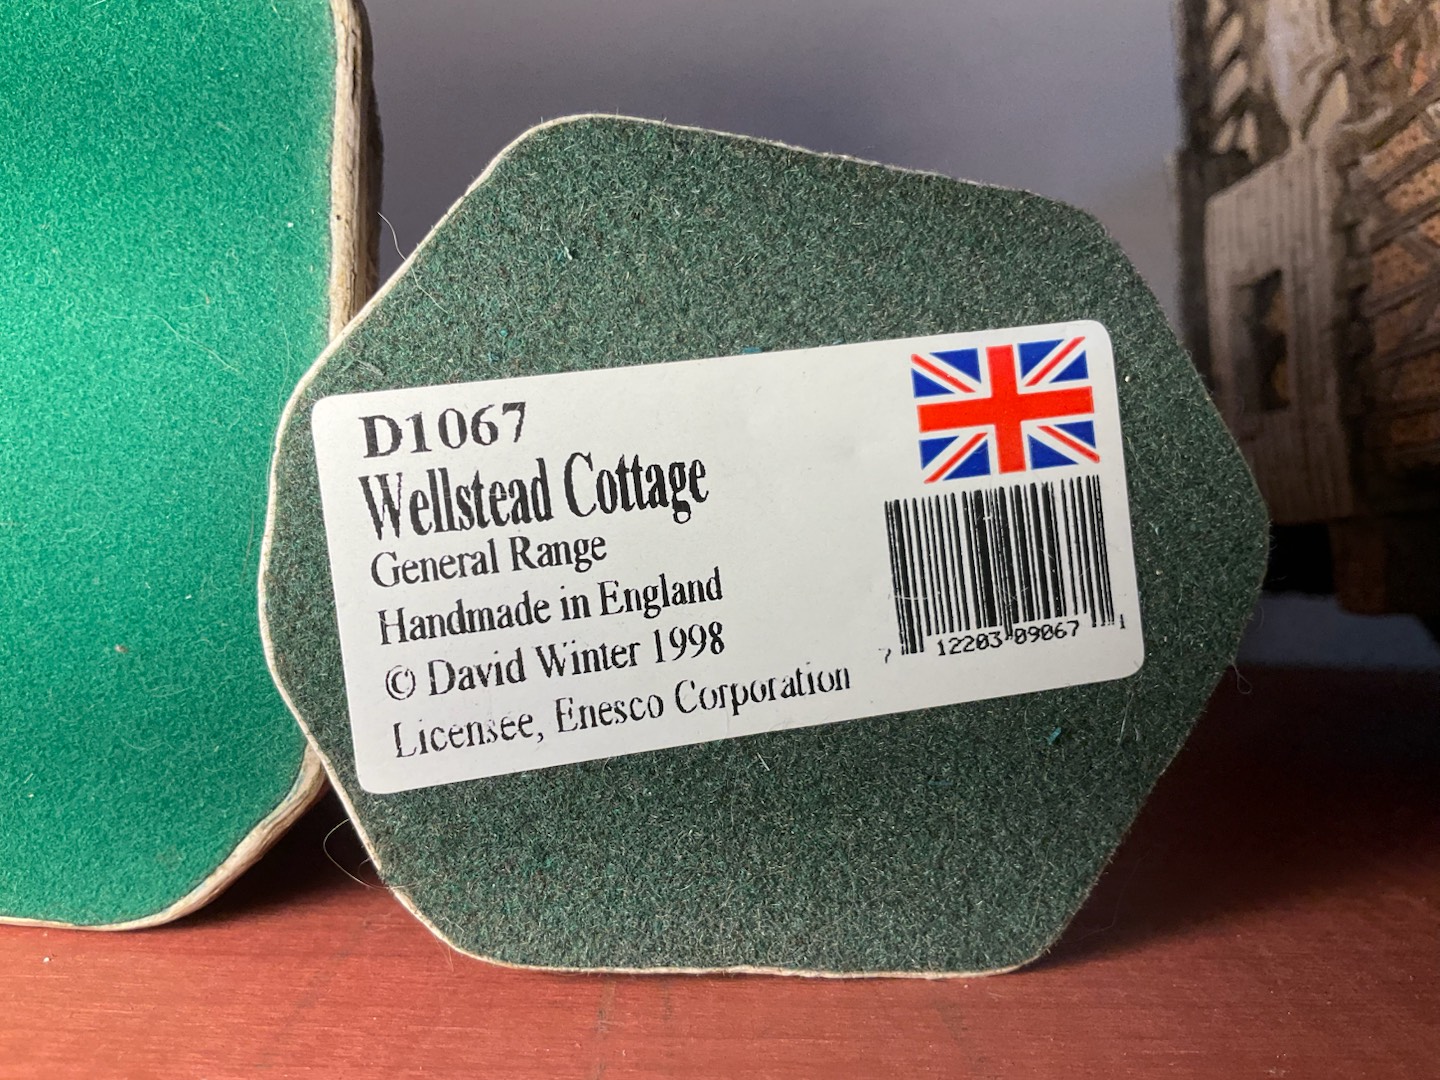 D1067
Wellstead Cottage
General Range
Handmade in England
© David Winter 1998
Licensee, Enesco Corporation
7 12203 09067 1